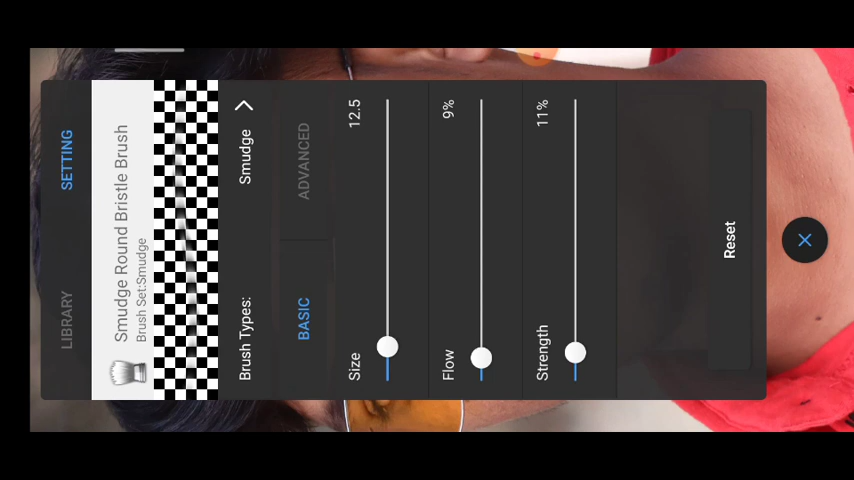 LIBRARY
SETTING
Smudge Round Bristle Brush
Brush Set:Smudge
Brush Types:
Smudge
BASIC
ADVANCED
Size
12.5
Flow
9%
Strength
11%
Reset